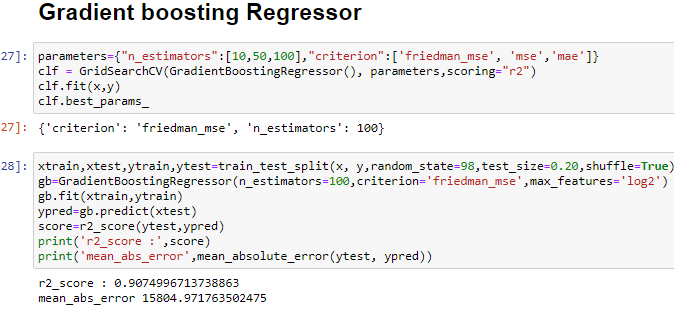 Gradient boosting Regressor
27]: parameters={"n_estimators":[10,50,100],"criterion":['friedman_mse', 'mse','mae']}
clf = GridSearchCV(GradientBoostingRegressor(), parameters,scoring="r2")
clf.fit(x,y)
clf.best_params_
27]: {'criterion': 'friedman_mse', 'n_estimators': 100}
28]: xtrain,xtest,ytrain,ytest=train_test_split(x, y,random_state=98,test_size=0.20,shuffle=True)
gb=GradientBoostingRegressor(n_estimators=100,criterion='friedman_mse',max_features='log2')
gb.fit(xtrain,ytrain)
ypred=gb.predict(xtest)
score=r2_score(ytest,ypred)
print('r2_score :',score)
print('mean_abs_error',mean_absolute_error(ytest, ypred))
r2_score : 0.9074996713738863
mean_abs_error 15804.971763502475